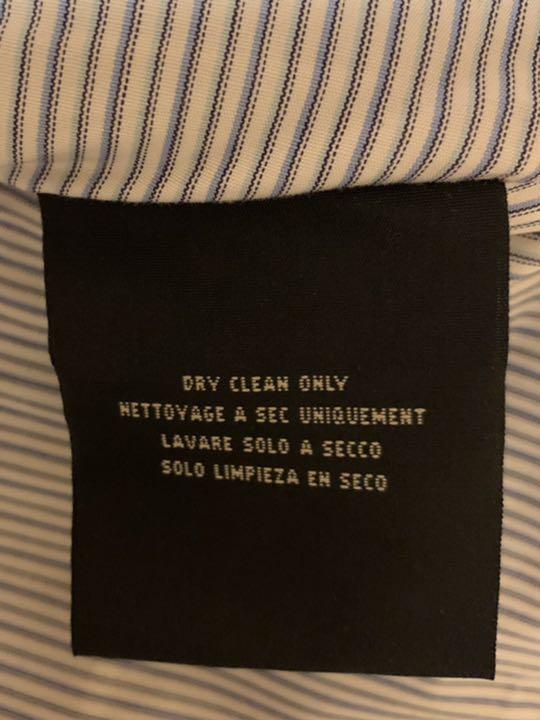 DRY CLEAN ONLY
NETTOYAGE A SEC UNIQUEMENT
LAVARE SOLO A SECCO
SOLO LIMPIEZA EN SECO